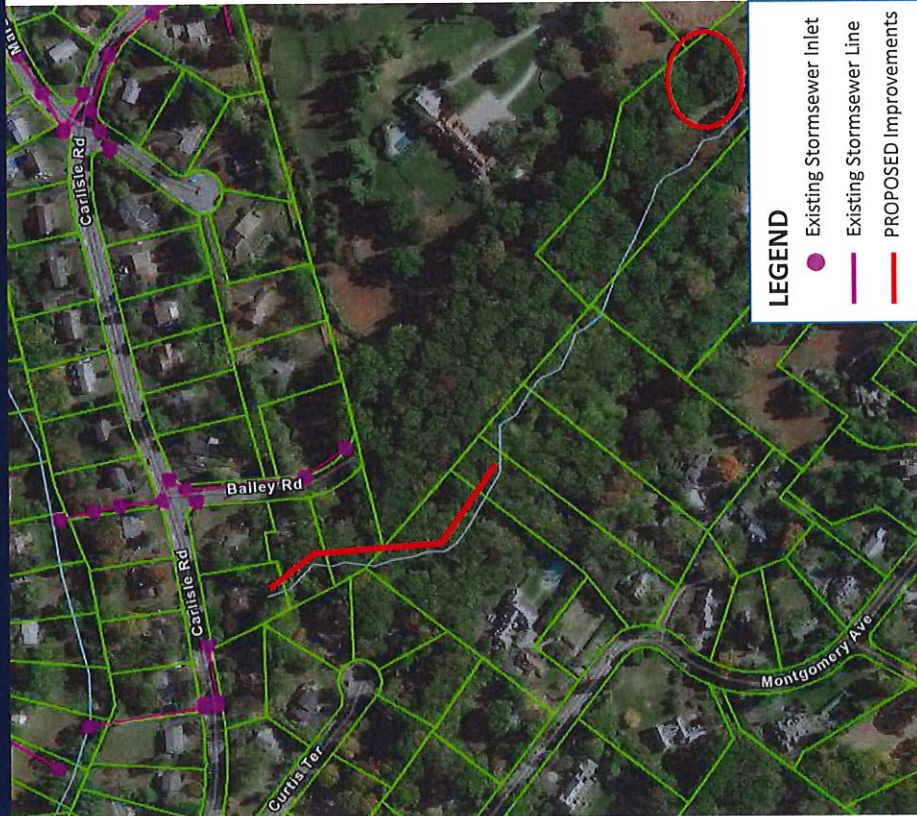 Carlisle Rd
Bailey Rd
Carlisle Rd
Curtis Ter
Montgomery Ave
LEGEND
Existing Stormsewer Inlet
Existing Stormsewer Line
PROPOSED Improvements